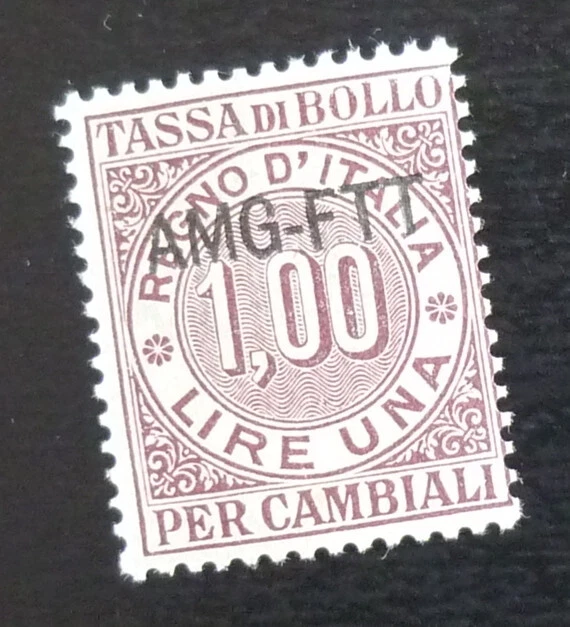 TASSA DI BOLLO
REGNO D'ITALIA
AMG-FTT
1,00
LIRE UNA
PER CAMBIALI